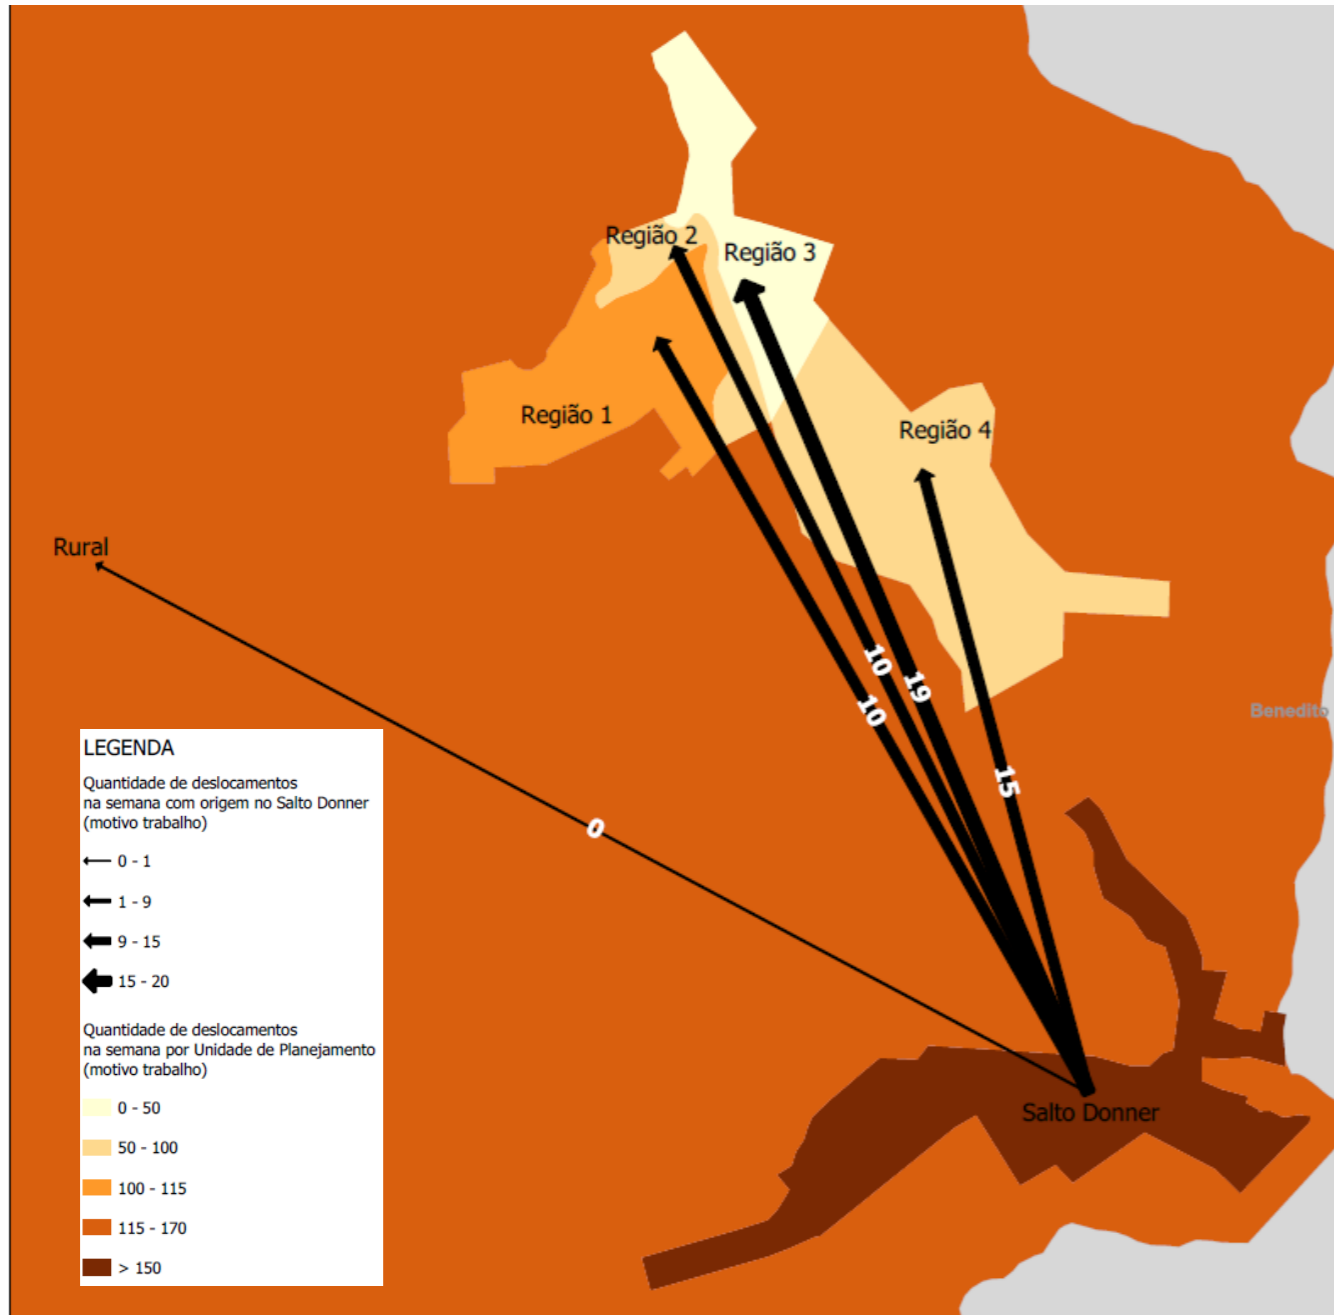 Região 2
Região 3
Região 1
Região 4
Rural
10
19
10
Benedito
15
0
LEGENDA
Quantidade de deslocamentos
na semana com origem no Salto Donner
(motivo trabalho)
0 - 1
1 - 9
9 - 15
15 - 20
Quantidade de deslocamentos
na semana por Unidade de Planejamento
(motivo trabalho)
0 - 50
50 - 100
100 - 115
115 - 170
> 150
Salto Donner